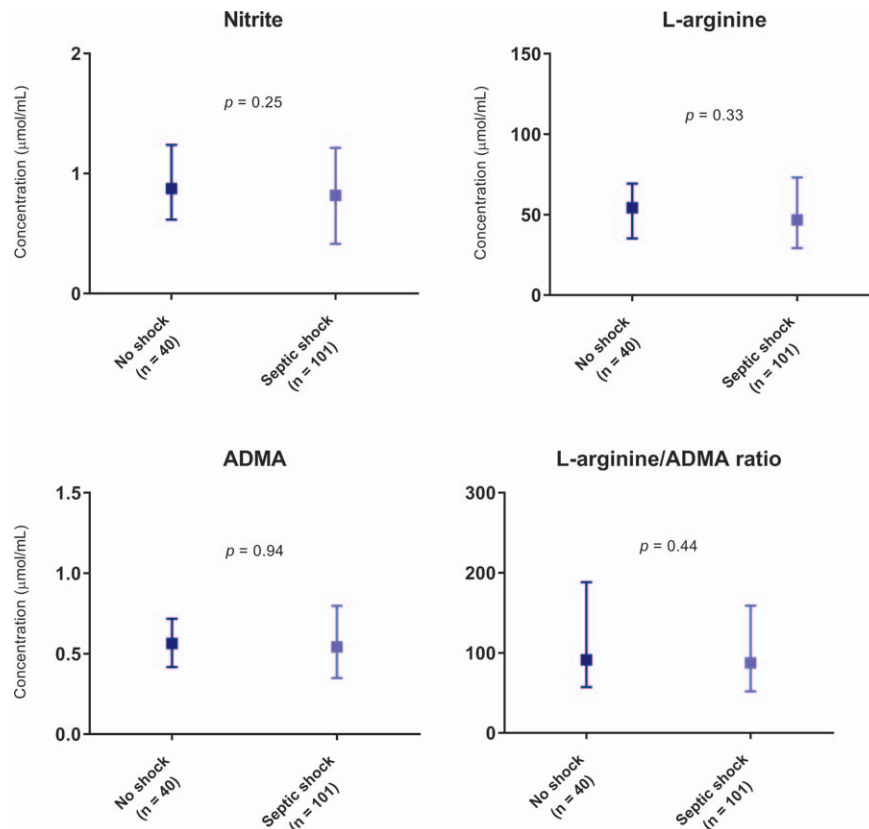 Nitrite
Concentration (µmol/mL)
2
1
0
p = 0.25
No shock
(n = 40)
Septic shock
(n = 101)
L-arginine
Concentration (µmol/mL)
150
100
50
0
p = 0.33
No shock
(n = 40)
Septic shock
(n = 101)
ADMA
Concentration (µmol/mL)
1.5
1.0
0.5
0.0
p = 0.94
No shock
(n = 40)
Septic shock
(n = 101)
L-arginine/ADMA ratio
300
200
100
0
p = 0.44
No shock
(n = 40)
Septic shock
(n = 101)